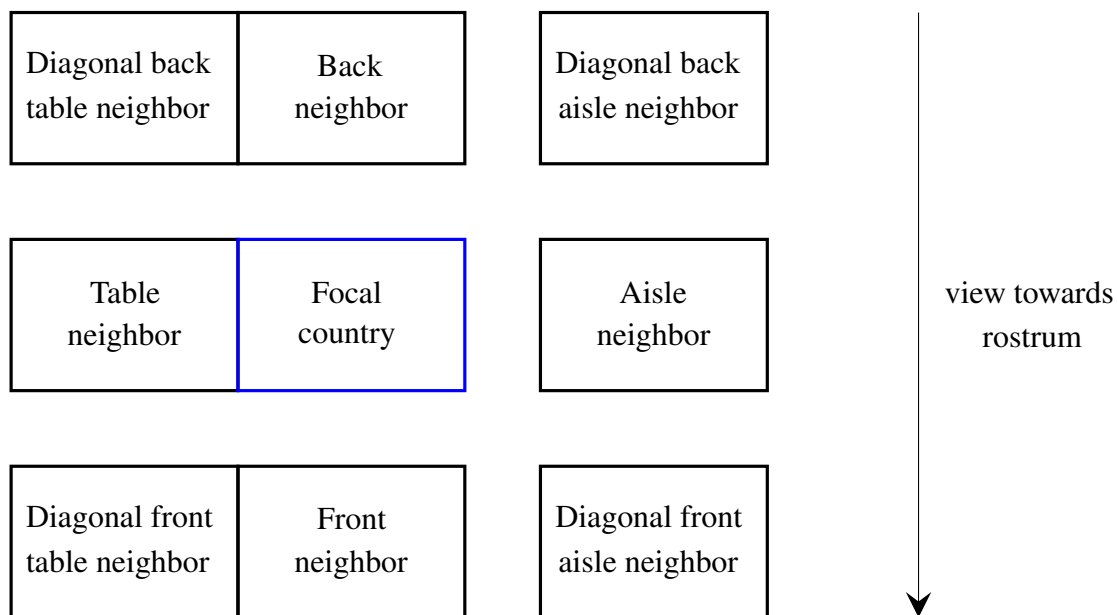 Diagonal back
table neighbor
Back
neighbor
Diagonal back
aisle neighbor
Table
neighbor
Focal
country
Aisle
neighbor
view towards
rostrum
Diagonal front
table neighbor
Front
neighbor
Diagonal front
aisle neighbor